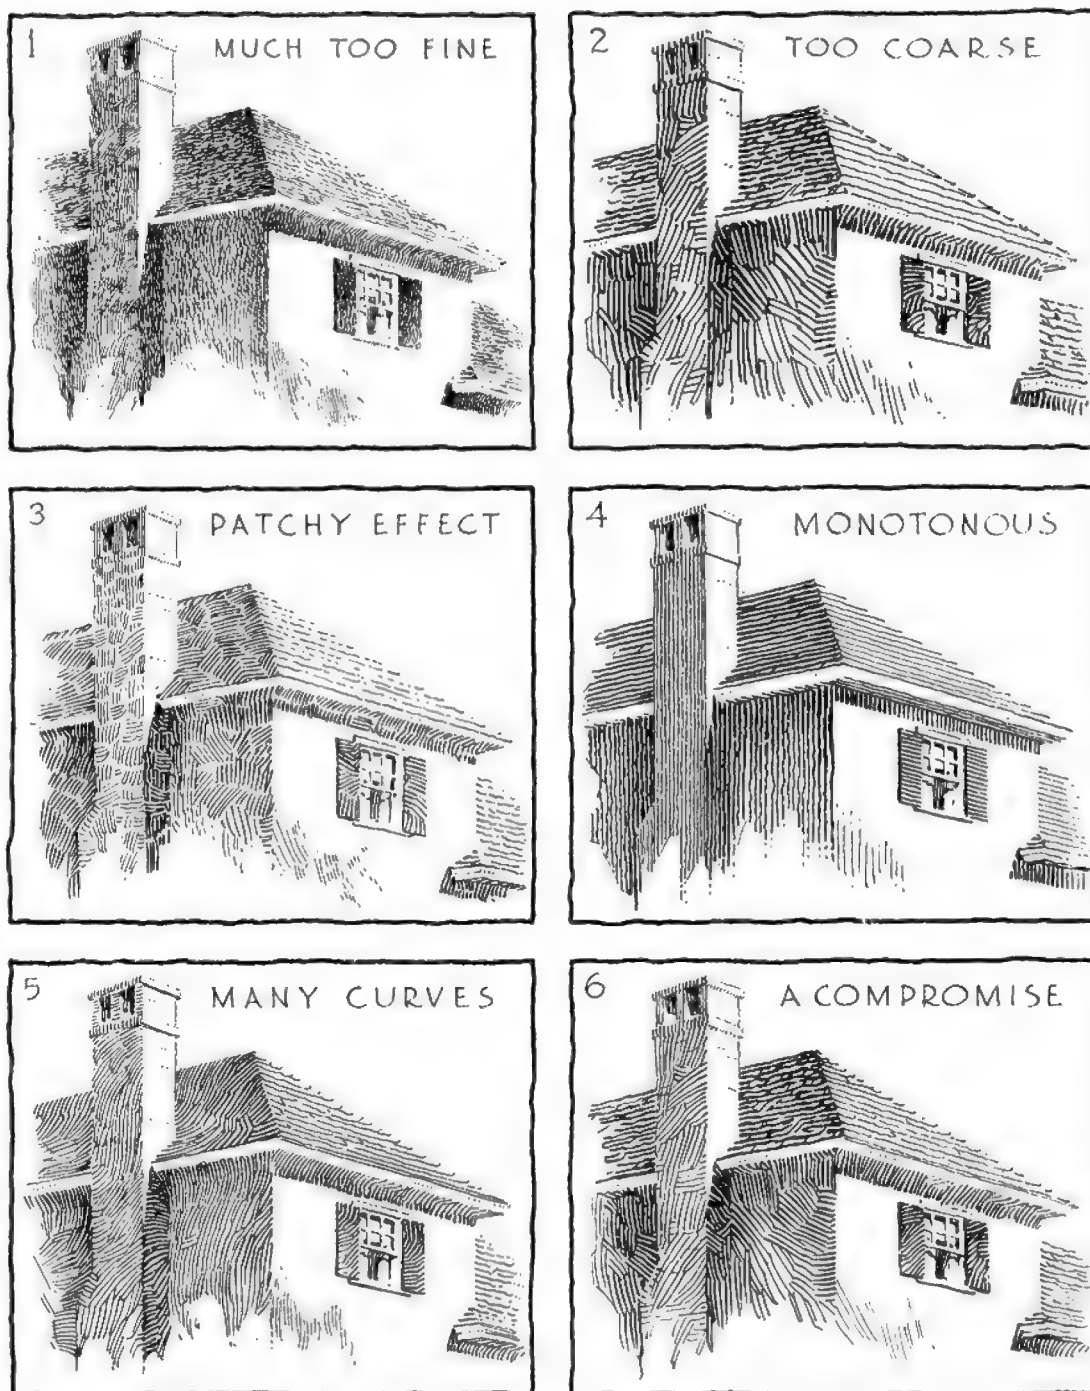 1 MUCH TOO FINE
2 TOO COARSE
3 PATCHY EFFECT
4 MONOTONOUS
5 MANY CURVES
6 A COMPROMISE